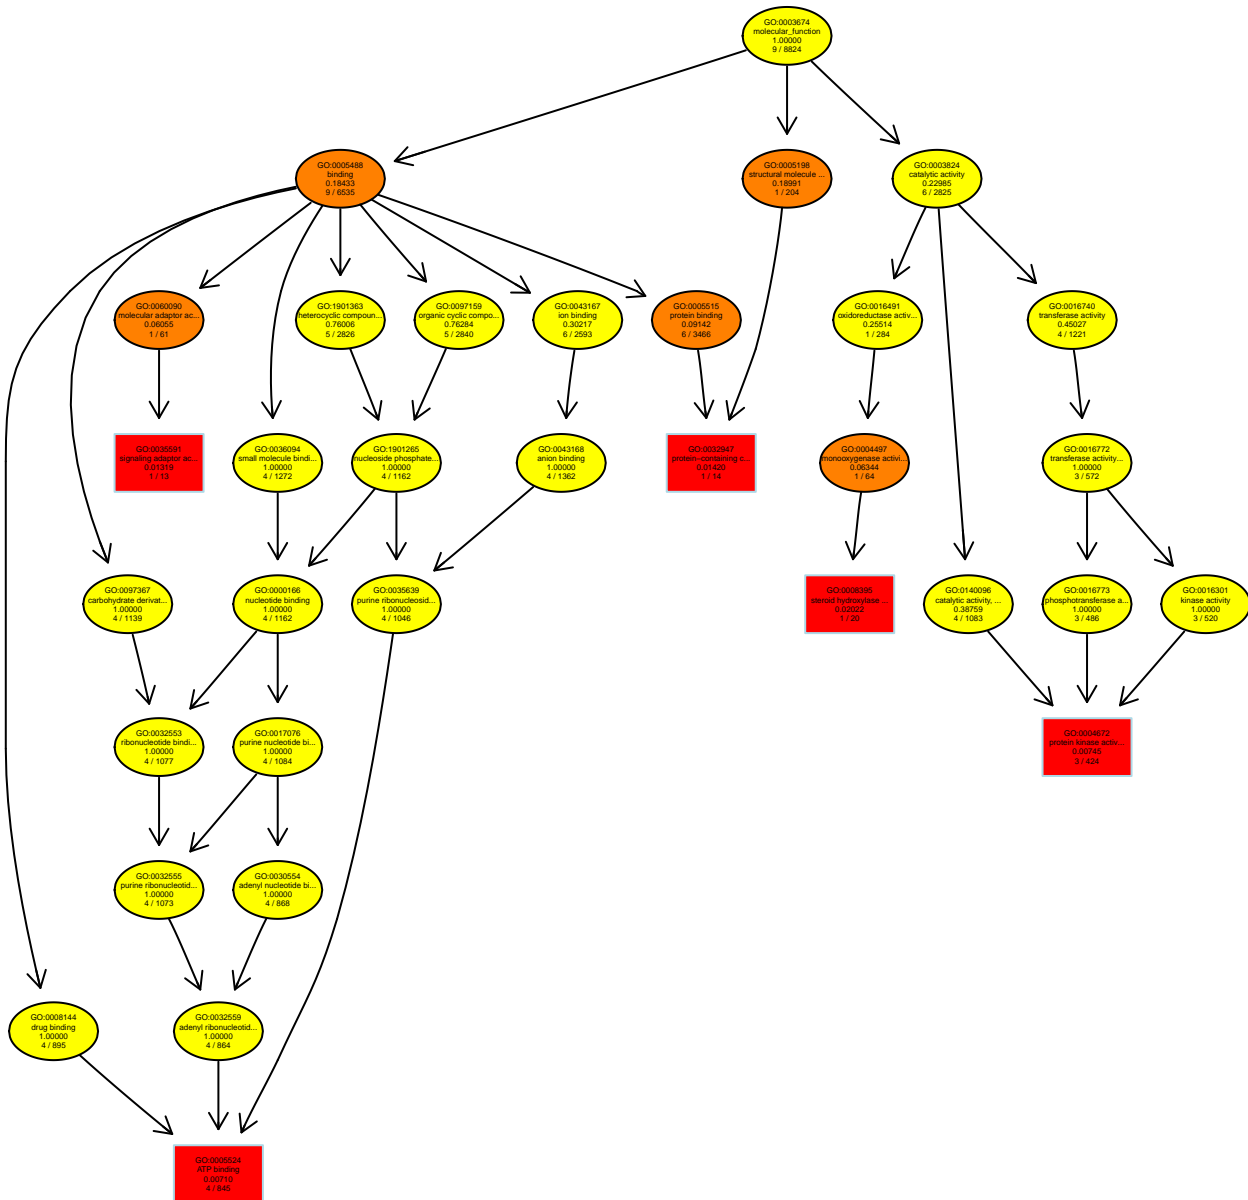 GO:0003674
molecular_function
1.00000
9 / 8824
GO:0005488
binding
0.18433
9 / 6535
GO:0005198
structural molecule ...
0.18991
1 / 204
GO:0003824
catalytic activity
0.22985
6 / 2825
GO:0060090
molecular adaptor ac...
0.06055
1 / 61
GO:1901363
heterocyclic compoun...
0.76006
5 / 2826
GO:0097159
organic cyclic compo...
0.76284
5 / 2840
GO:0043167
ion binding
0.30217
6 / 2593
GO:0005515
protein binding
0.09142
6 / 3466
GO:0016491
oxidoreductase activ...
0.25514
1 / 284
GO:0016740
transferase activity
0.45027
4 / 1221
GO:0035591
signaling adaptor ac...
0.01319
1 / 13
GO:0036094
small molecule bindi...
1.00000
4 / 1272
GO:1901265
nucleoside phosphate...
1.00000
4 / 1162
GO:0043168
anion binding
1.00000
4 / 1362
GO:0032947
protein-containing c...
0.01420
1 / 14
GO:0004497
monooxygenase activi...
0.06344
1 / 64
GO:0016772
transferase activity...
1.00000
3 / 572
GO:0097367
carbohydrate derivat...
1.00000
4 / 1139
GO:0000166
nucleotide binding
1.00000
4 / 1162
GO:0035639
purine ribonucleosid...
1.00000
4 / 1046
GO:0008395
steroid hydroxylase ...
0.02022
1 / 20
GO:0140096
catalytic activity, ...
0.38759
4 / 1083
GO:0016773
phosphotransferase a...
1.00000
3 / 486
GO:0016301
kinase activity
1.00000
3 / 520
GO:0032553
ribonucleotide bindi...
1.00000
4 / 1077
GO:0017076
purine nucleotide bi...
1.00000
4 / 1084
GO:0004672
protein kinase activ...
0.00745
3 / 424
GO:0032555
purine ribonucleotid...
1.00000
4 / 1073
GO:0030554
adenyl nucleotide bi...
1.00000
4 / 868
GO:0008144
drug binding
1.00000
4 / 895
GO:0032559
adenyl ribonucleotid...
1.00000
4 / 864
GO:0005524
ATP binding
0.00710
4 / 845